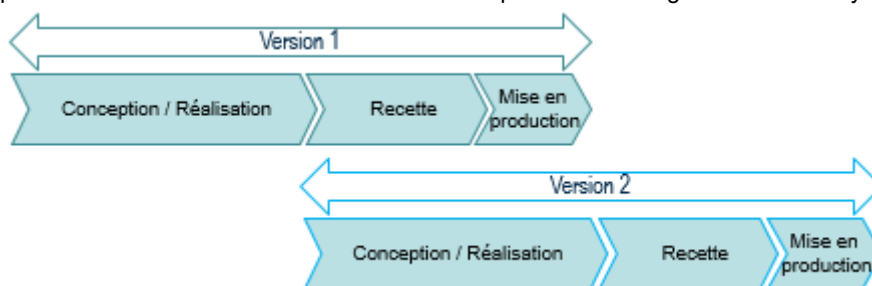 Version 1
Conception / Réalisation
Recette
Mise en
production
Version 2
Conception / Réalisation
Recette
Mise en
production